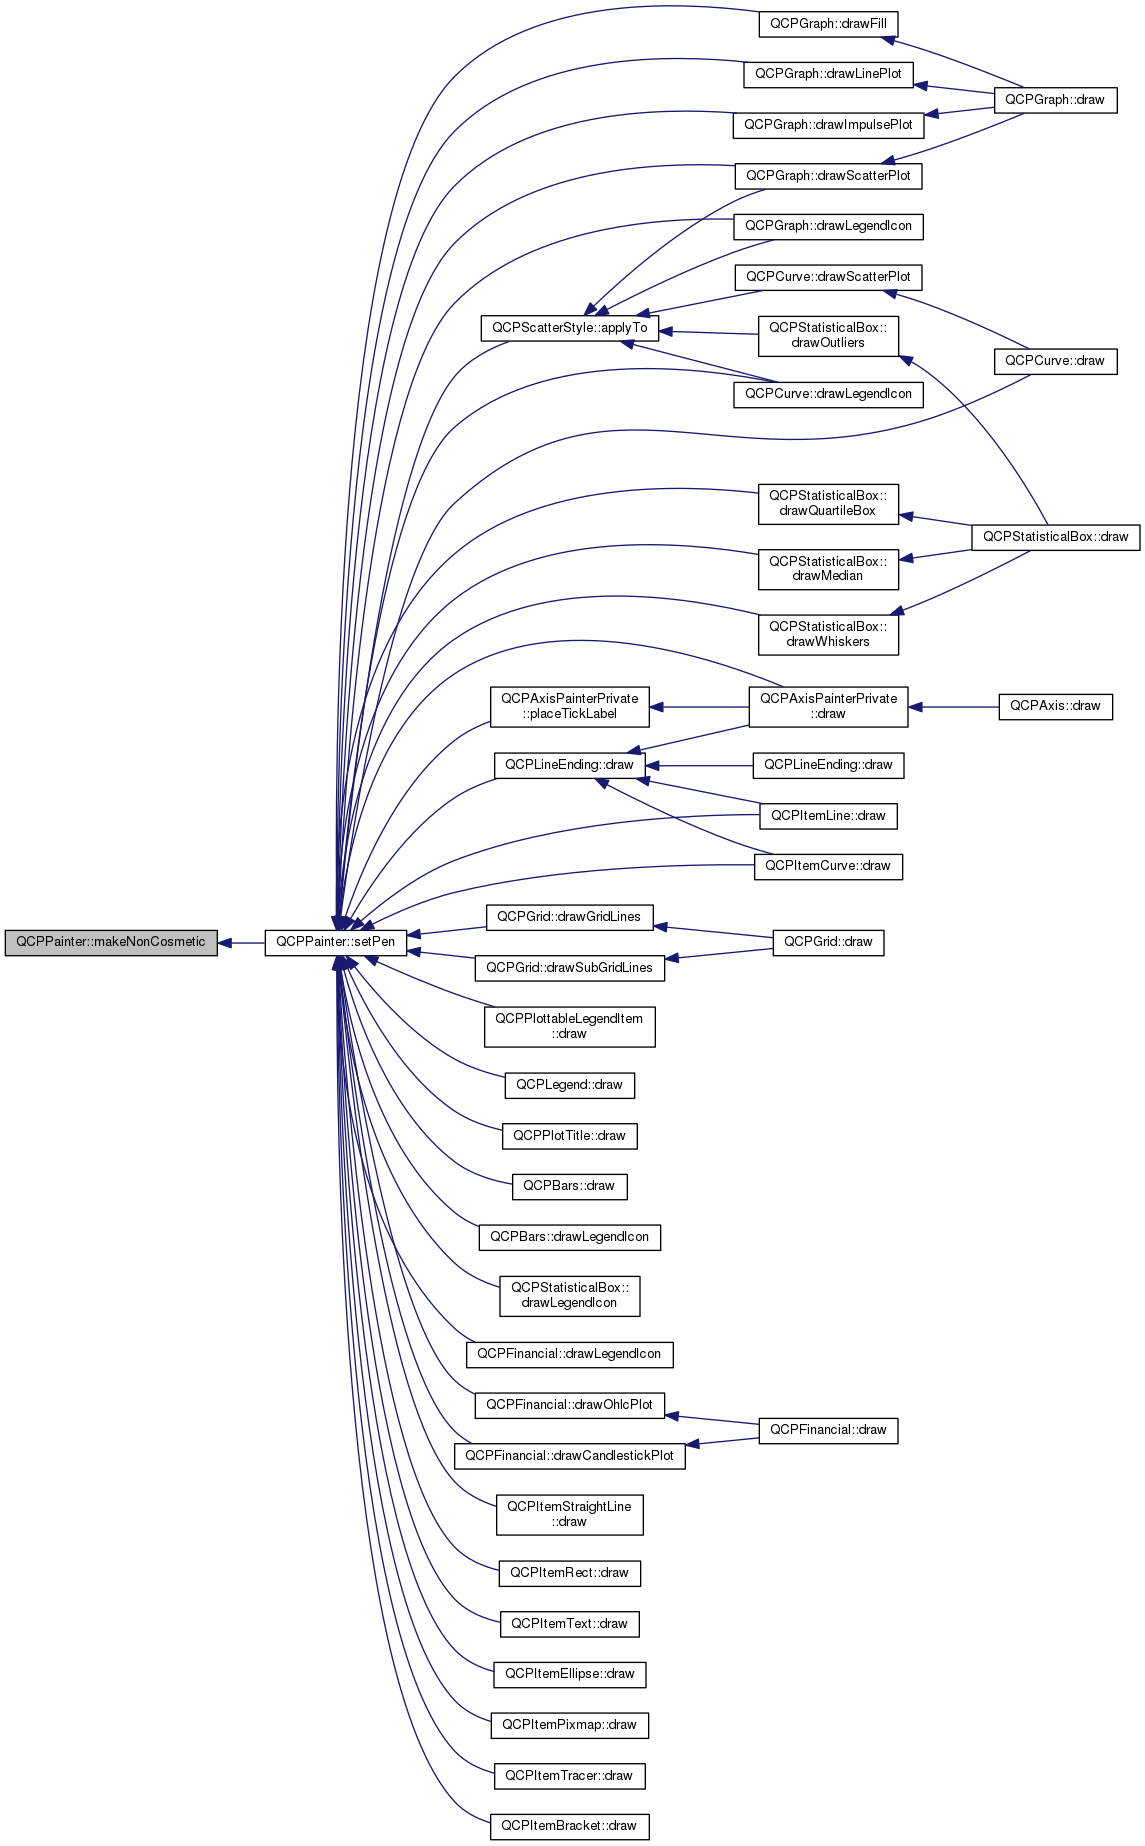 QCPGraph::drawFill
QCPGraph::drawLinePlot
QCPGraph::draw
QCPGraph::drawImpulsePlot
QCPGraph::drawScatterPlot
QCPGraph::drawLegendIcon
QCPCurve::drawScatterPlot
QCPScatterStyle::applyTo
QCPStatisticalBox::
drawOutliers
QCPCurve::draw
QCPCurve::drawLegendIcon
QCPStatisticalBox::
drawQuartileBox
QCPStatisticalBox::draw
QCPStatisticalBox::
drawMedian
QCPStatisticalBox::
drawWhiskers
QCPAxisPainterPrivate
::placeTickLabel
QCPAxisPainterPrivate
::draw
QCPAxis::draw
QCPLineEnding::draw
QCPLineEnding::draw
QCPItemLine::draw
QCPItemCurve::draw
QCPGrid::drawGridLines
QCPPainter::makeNonCosmetic
QCPPainter::setPen
QCPGrid::draw
QCPGrid::drawSubGridLines
QCPPlottableLegendItem
::draw
QCPLegend::draw
QCPPlotTitle::draw
QCPBars::draw
QCPBars::drawLegendIcon
QCPStatisticalBox::
drawLegendIcon
QCPFinancial::drawLegendIcon
QCPFinancial::drawOhlcPlot
QCPFinancial::draw
QCPFinancial::drawCandlestickPlot
QCPItemStraightLine
::draw
QCPItemRect::draw
QCPItemText::draw
QCPItemEllipse::draw
QCPItemPixmap::draw
QCPItemTracer::draw
QCPItemBracket::draw